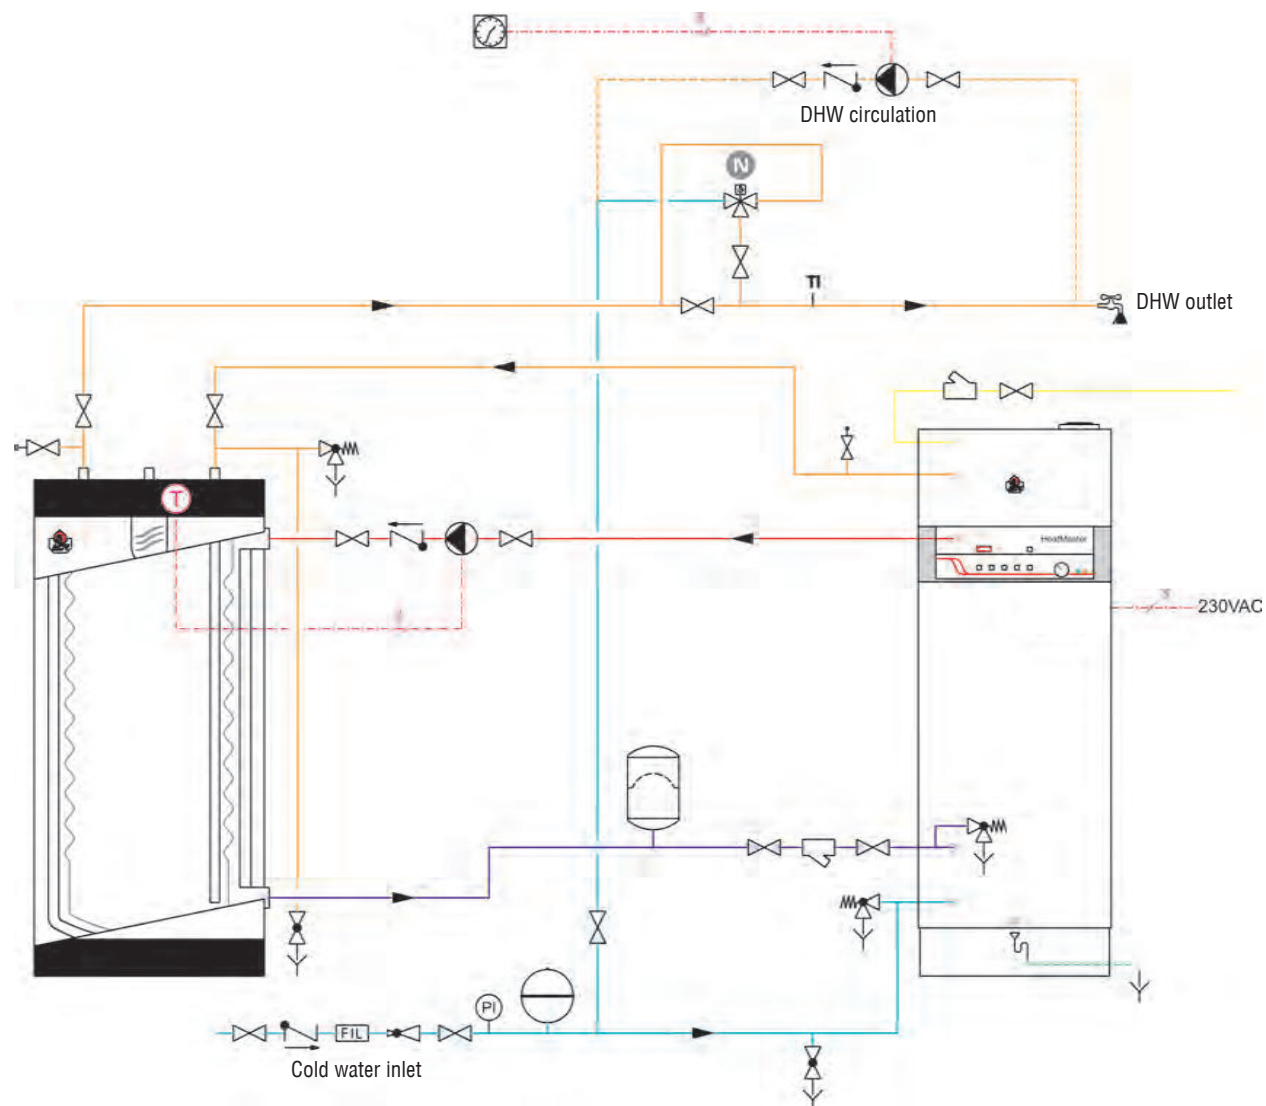 DHW circulation
N
TI
DHW outlet
T
HeatMaster
230VAC
PI
FIL
Cold water inlet